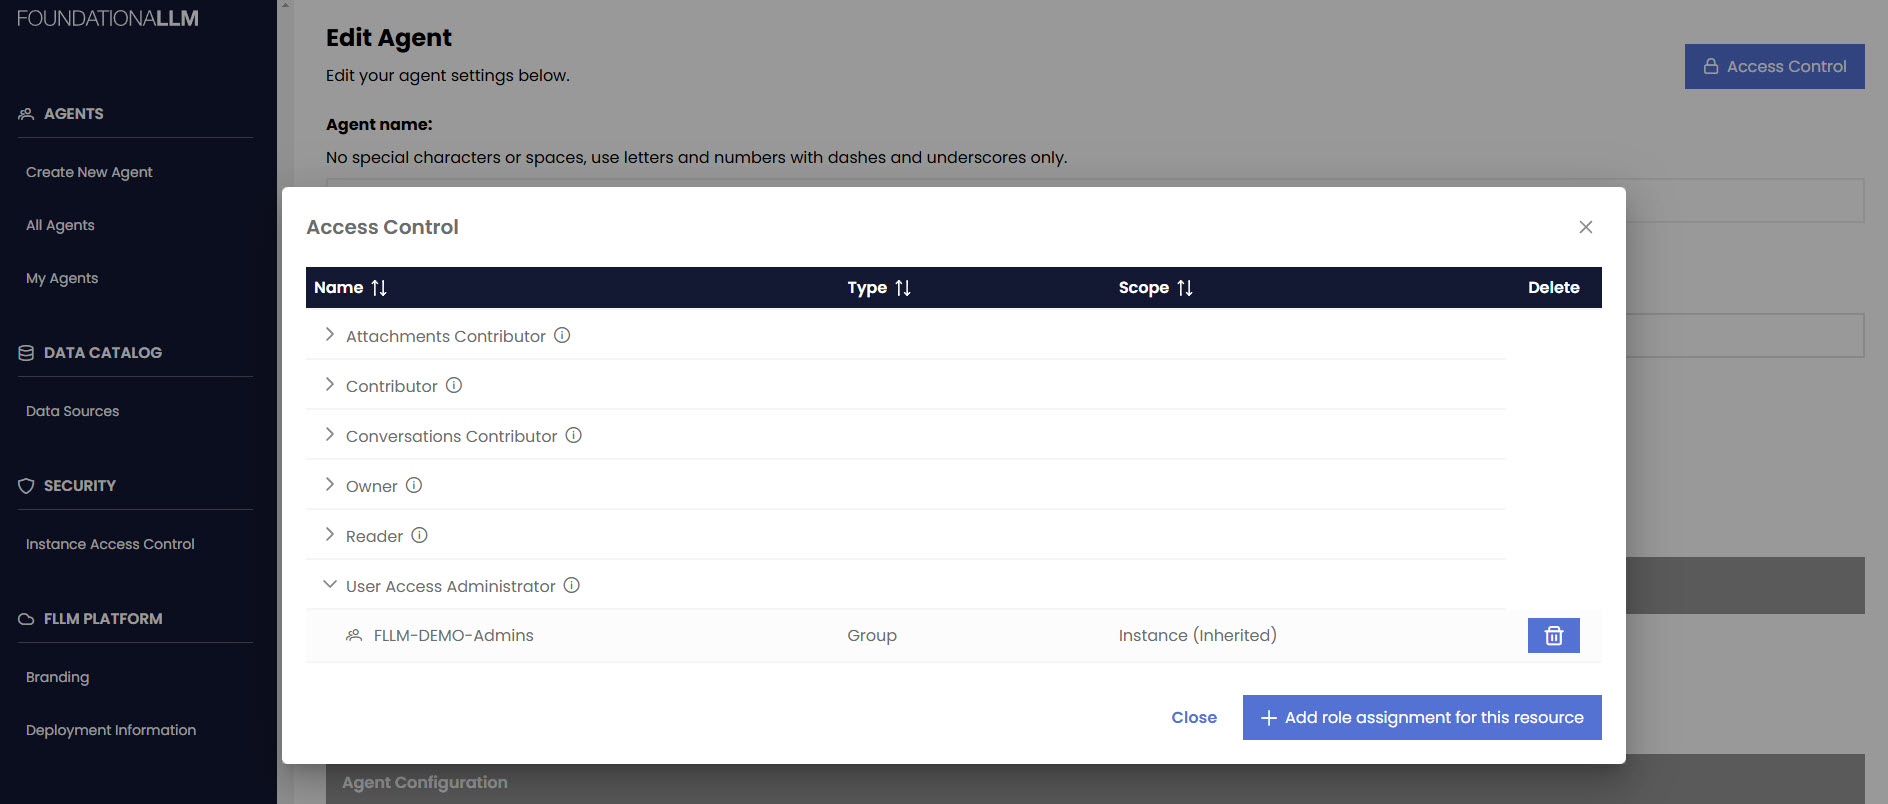 FOUNDATIONALLM
AGENTS
Create New Agent
All Agents
My Agents
DATA CATALOG
Data Sources
SECURITY
Instance Access Control
FLLM PLATFORM
Branding
Deployment Information
Edit Agent
Edit your agent settings below.
Access Control
Agent name:
No special characters or spaces, use letters and numbers with dashes and underscores only.
Access Control
Name Type Scope Delete
Attachments Contributor
Contributor
Conversations Contributor
Owner
Reader
User Access Administrator
FLLM-DEMO-Admins Group Instance (Inherited)
Close + Add role assignment for this resource
Agent Configuration